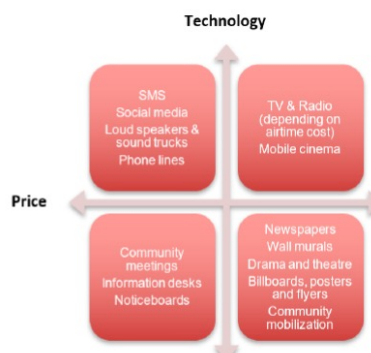 Technology
SMS
Social media
Loud speakers &
sound trucks
Phone lines
TV & Radio
(depending on
airtime cost)
Mobile cinema
Price
Community
meetings
Information desks
Noticeboards
Newspapers
Wall murals
Drama and theatre
Billboards, posters
and flyers
Community
mobilization